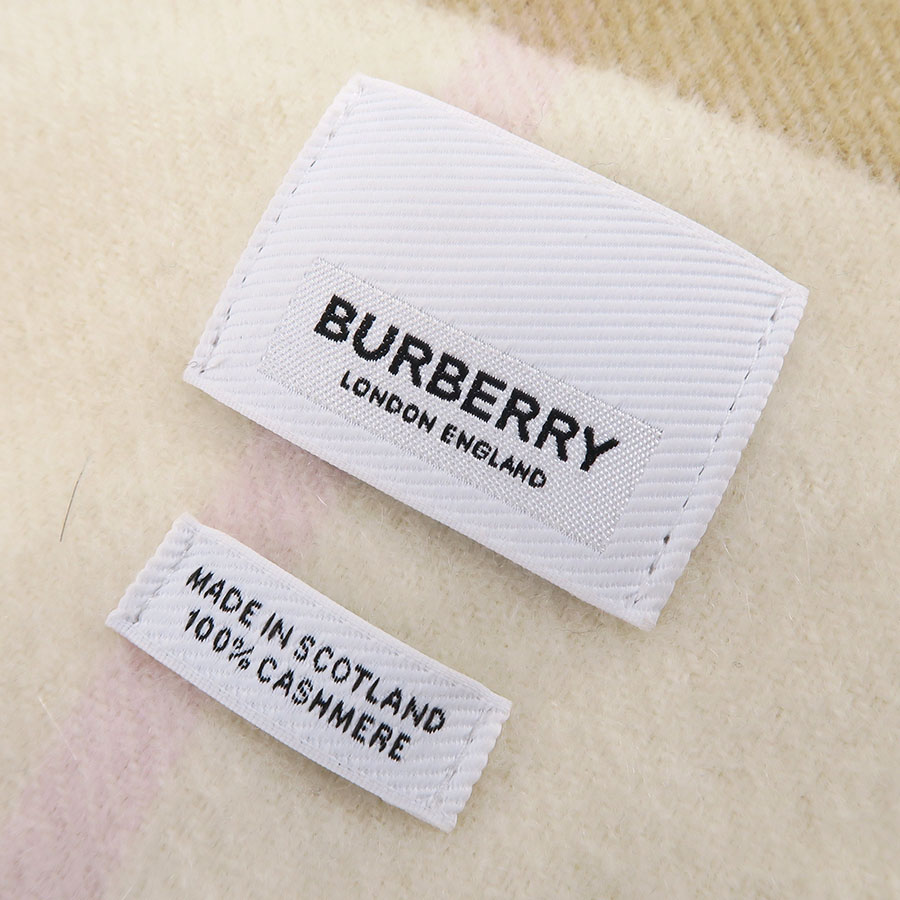 BURBERRY
LONDON ENGLAND
MADE IN SCOTLAND
100% CASHMERE